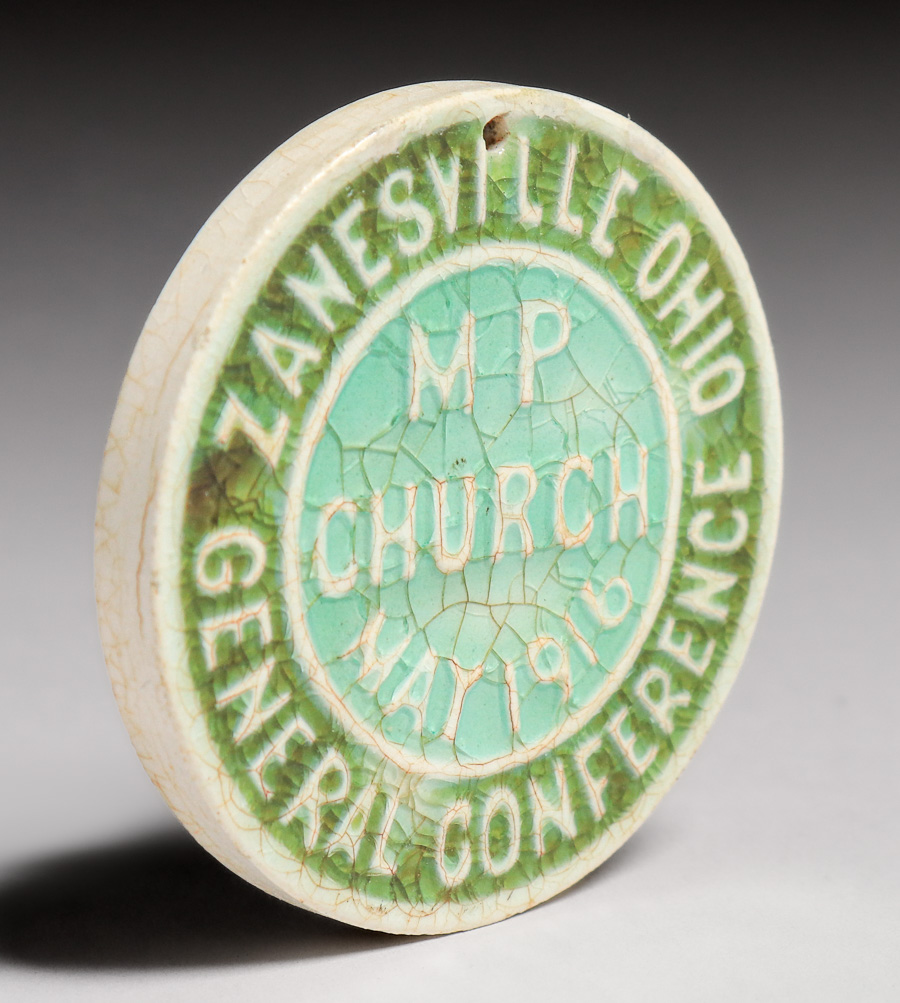 ZANESVILLE OHIO
M P
CHURCH
MAY 1916
GENERAL CONFERENCE